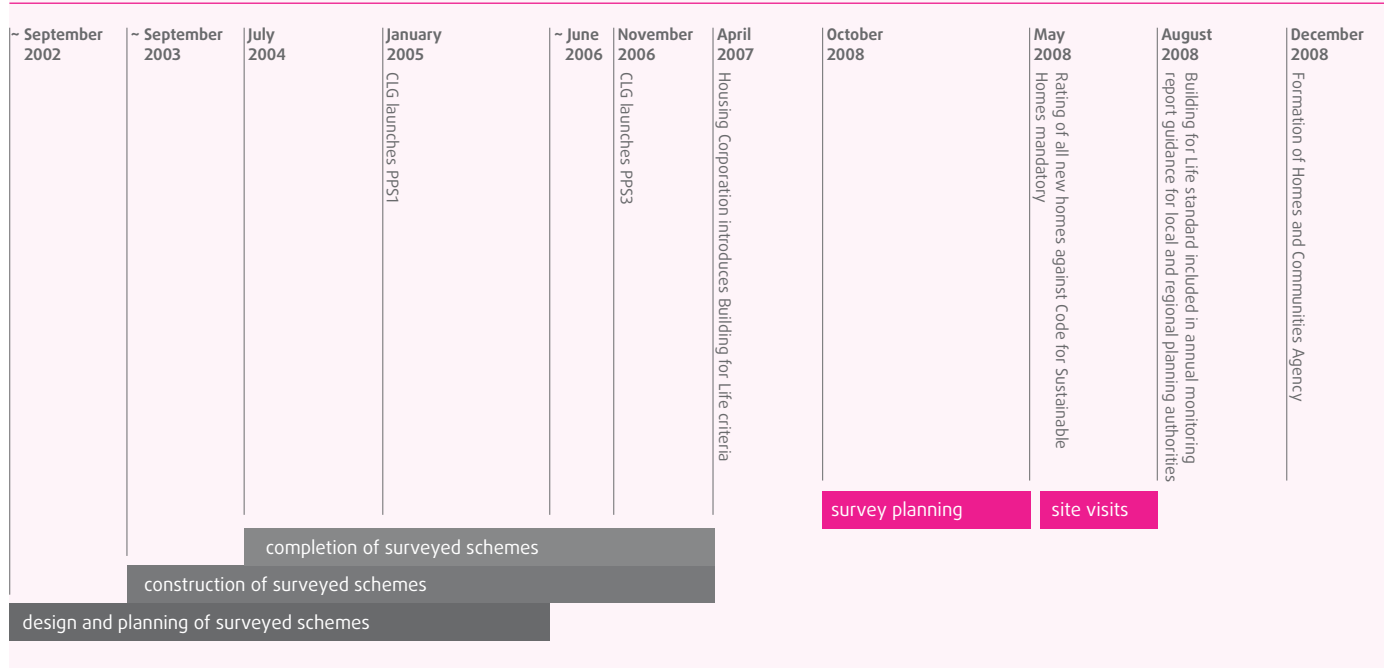 ~ September
2002
~ September
2003
July
2004
January
2005
~ June
2006
November
2006
April
2007
October
2008
May
2008
August
2008
December
2008
CLG launches PPS1
CLG launches PPS3
Housing Corporation introduces Building for Life criteria
Rating of all new homes against Code for Sustainable
Homes mandatory
Building for Life standard included in annual monitoring
report guidance for local and regional planning authorities
Formation of Homes and Communities Agency
survey planning
site visits
completion of surveyed schemes
construction of surveyed schemes
design and planning of surveyed schemes